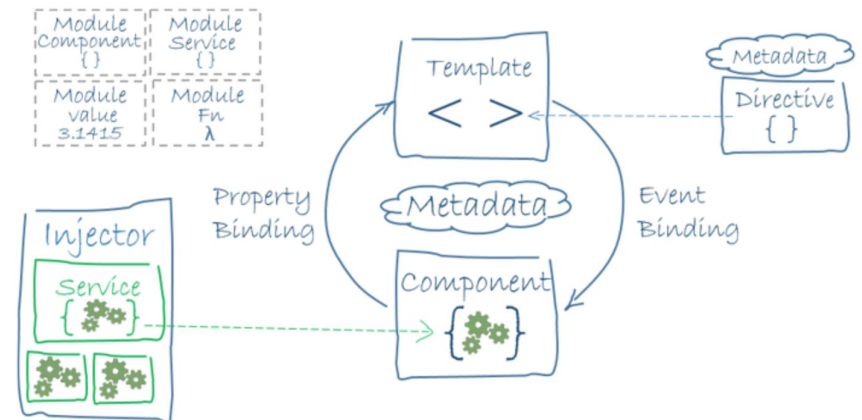 Module
Component
{ }
Module
Service
{ }
Module
value
3.1415
Module
Fn
λ
Template
< >
Metadata
Directive
{ }
Property
Binding
Metadata
Event
Binding
Injector
Service
{ }
Component
{ }